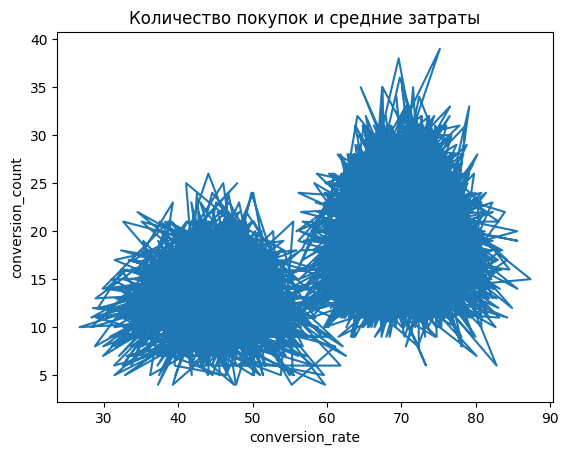 Количество покупок и средние затраты
40
35
30
25
20
15
10
5
conversion_count
30 40 50 60 70 80 90
conversion_rate